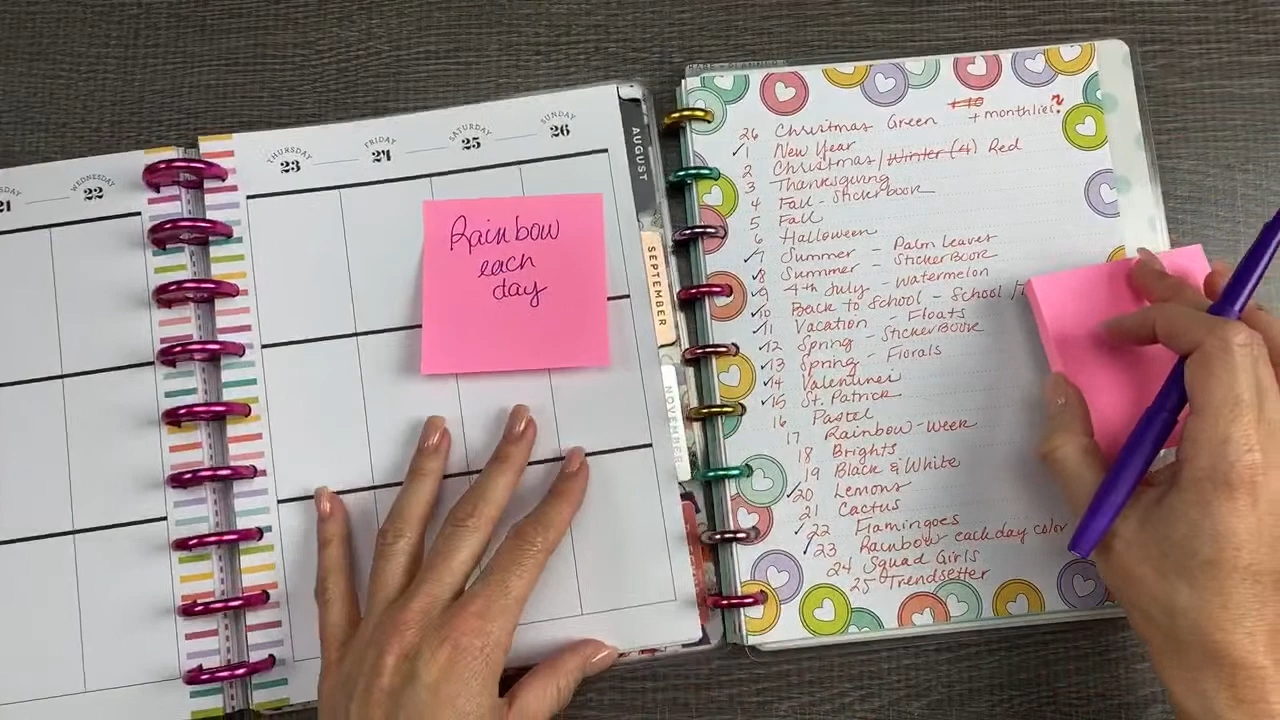 21
WEDNESDAY
22
THURSDAY
23
FRIDAY
24
SATURDAY
25
SUNDAY
26
AUGUST
SEPTEMBER
NOVEMBER
Rainbow
each
day
+10
+ monthlies?
26 Christmas Green
✓1 New Year
2 Christmas/Winter (4) Red
3 Thanksgiving
4 Fall - Stickerbook
5 Fall
6 Halloween
✓7 Summer - Palm Leaves
✓8 Summer - StickerBook
✓9 4th July - Watermelon
✓10 Back to School - School /
✓11 Vacation - Floats
✓12 Spring - StickerBook
✓13 Spring - Florals
✓14 Valentines
✓15 St. Patrick
16 Pastel
17 Rainbow-Week
18 Brights
19 Black & White
✓20 Lemons
21 Cactus
✓22 Flamingoes
✓23 Rainbow each day color
24 Squad Girls
25 Trendsetter